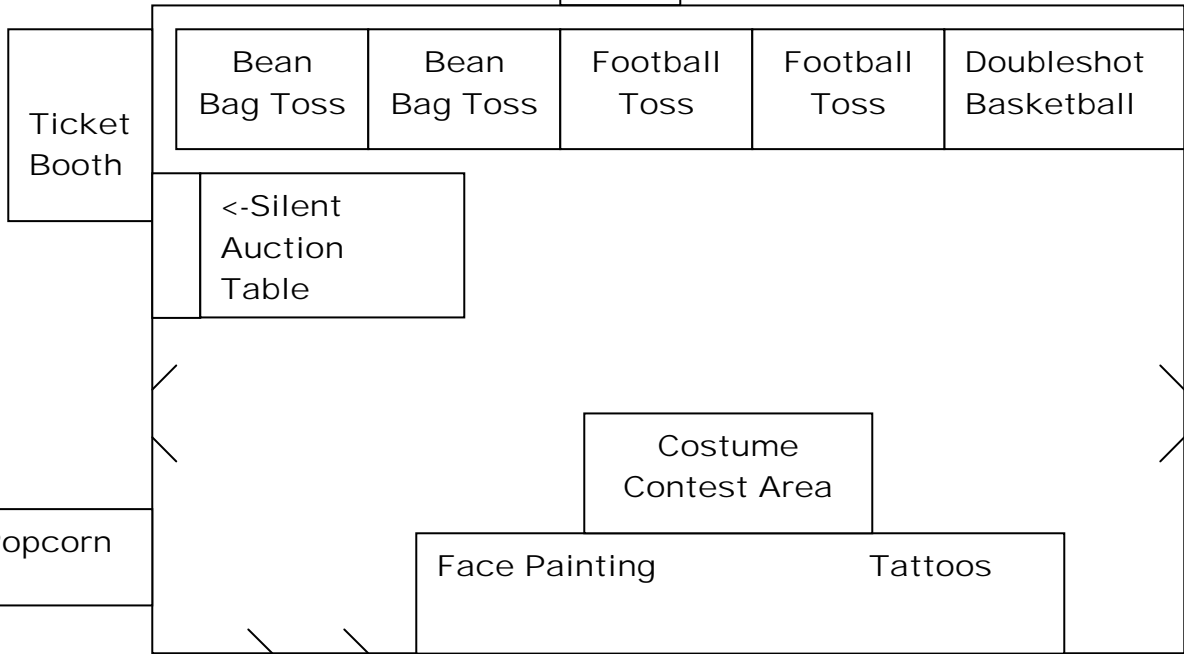 Bean
Bag Toss
Bean
Bag Toss
Football
Toss
Football
Toss
Doubleshot
Basketball
Ticket
Booth
<-Silent
Auction
Table
Costume
Contest Area
opcorn
Face Painting
Tattoos